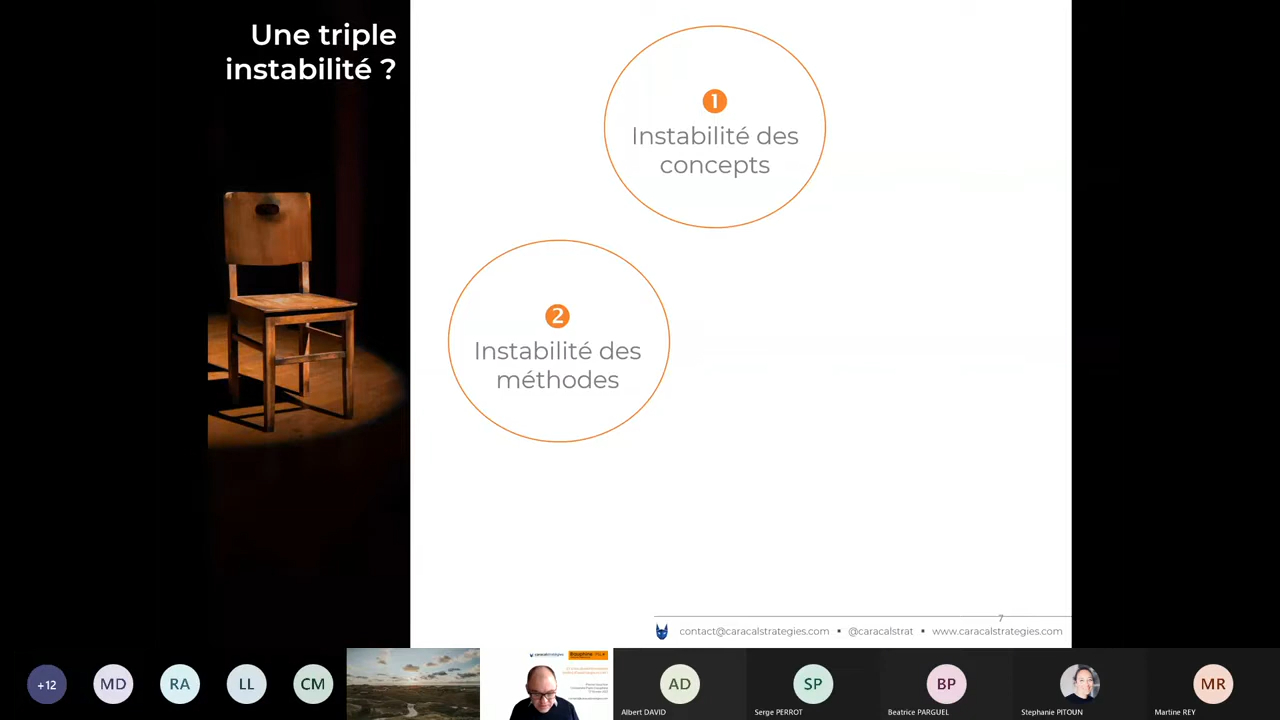 Une triple
instabilité ?
1
Instabilité des
concepts
2
Instabilité des
méthodes
7
contact@caracalstrategies.com ▪ @caracalstrat ▪ www.caracalstrategies.com
+12
MD
RA
LL
CM
AD
SP
BP
MR
Albert DAVID
Serge PERROT
Beatrice PARGUEL
Stephanie PITOUN
Martine REY